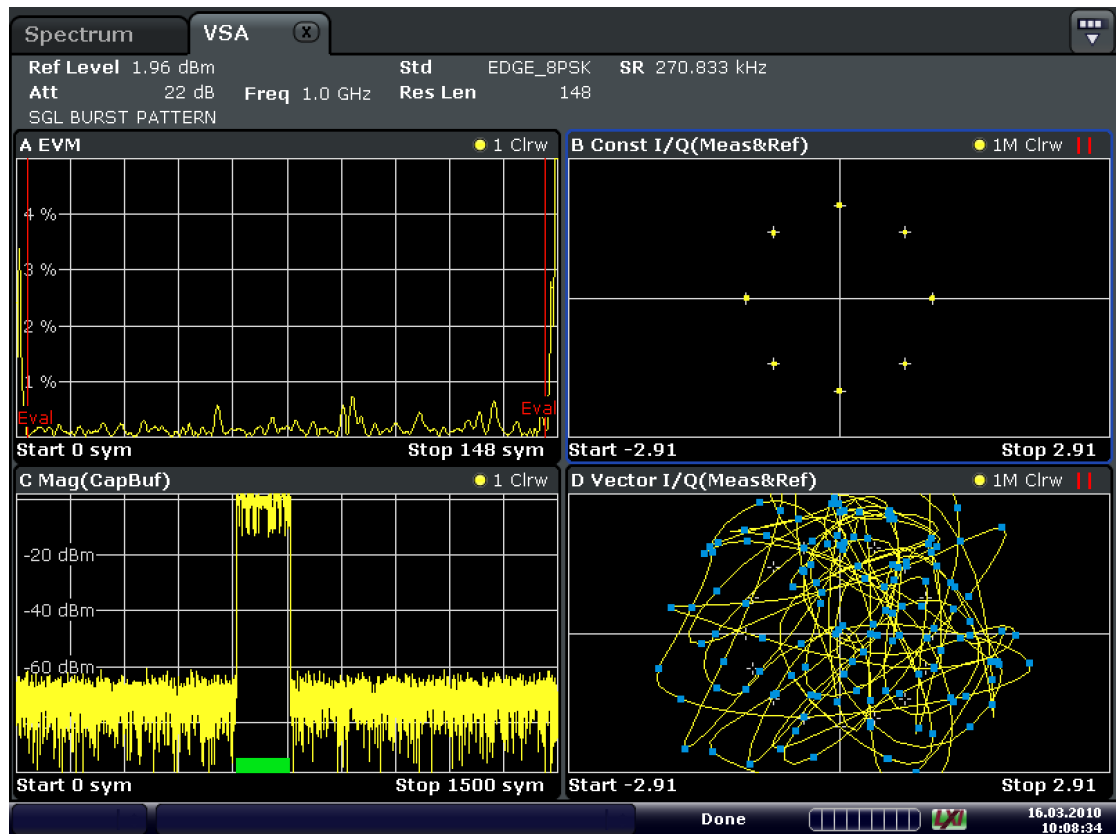 Spectrum VSA X
Ref Level 1.96 dBm Std EDGE_8PSK SR 270.833 kHz
Att 22 dB Freq 1.0 GHz Res Len 148
SGL BURST PATTERN
A EVM 1 Clrw
4 %
3 %
2 %
1 %
Eval Eval
Start 0 sym Stop 148 sym
B Const I/Q(Meas&Ref) 1M Clrw
Start -2.91 Stop 2.91
C Mag(CapBuf) 1 Clrw
-20 dBm
-40 dBm
-60 dBm
Start 0 sym Stop 1500 sym
D Vector I/Q(Meas&Ref) 1M Clrw
Start -2.91 Stop 2.91
Done LXI 16.03.2010
10:08:34